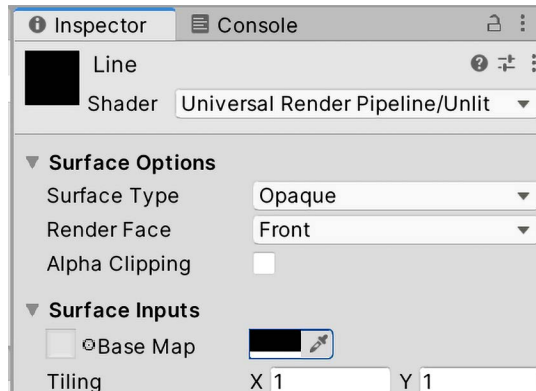 Inspector Console
Line
Shader Universal Render Pipeline/Unlit
Surface Options
Surface Type Opaque
Render Face Front
Alpha Clipping
Surface Inputs
Base Map
Tiling X 1 Y 1